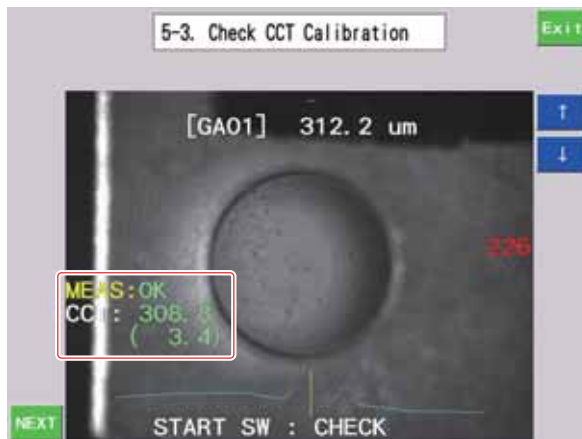 5-3. Check CCT Calibration
Exit
↑
↓
[GA01] 312.2 um
226
MEAS:OK
CCT: 308.8
( 3.4)
NEXT
START SW : CHECK